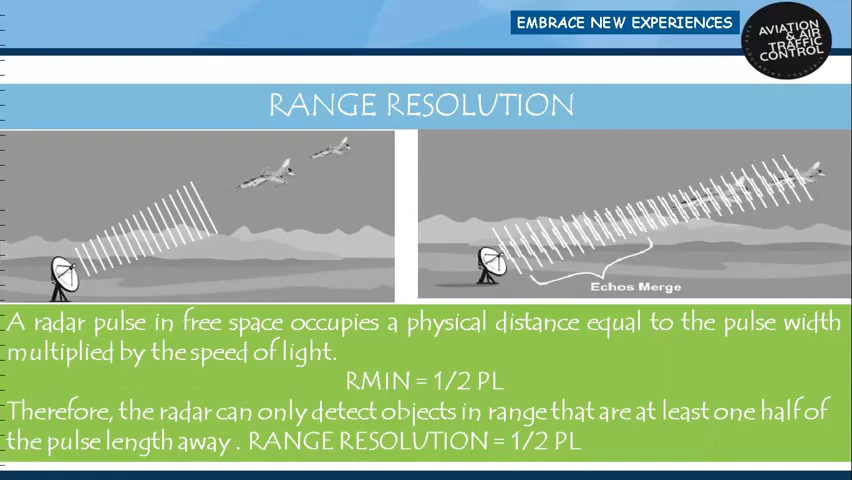 EMBRACE NEW EXPERIENCES
AVIATION
& AIR
TRAFFIC
CONTROL
RANGE RESOLUTION
Echos Merge
A radar pulse in free space occupies a physical distance equal to the pulse width
multiplied by the speed of light.
RMIN = 1/2 PL
Therefore, the radar can only detect objects in range that are at least one half of
the pulse length away . RANGE RESOLUTION = 1/2 PL